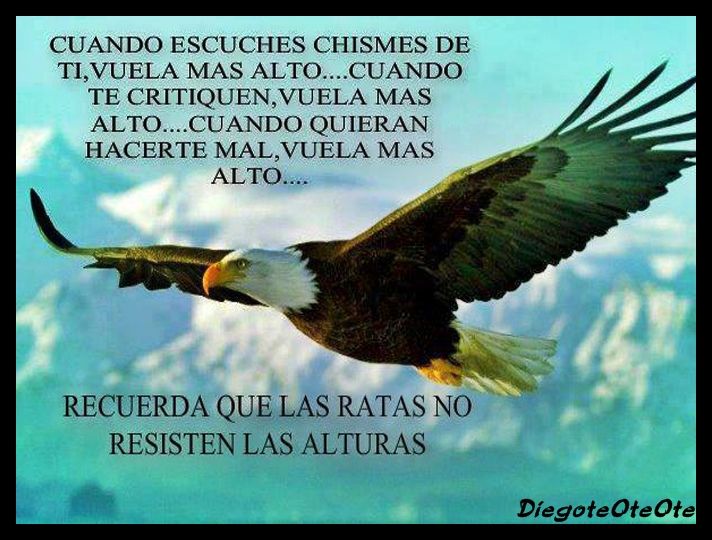 CUANDO ESCUCHES CHISMES DE
TI,VUELA MAS ALTO....CUANDO
TE CRITIQUEN,VUELA MAS
ALTO....CUANDO QUIERAN
HACERTE MAL,VUELA MAS
ALTO....
RECUERDA QUE LAS RATAS NO
RESISTEN LAS ALTURAS
DiegoteOteOte